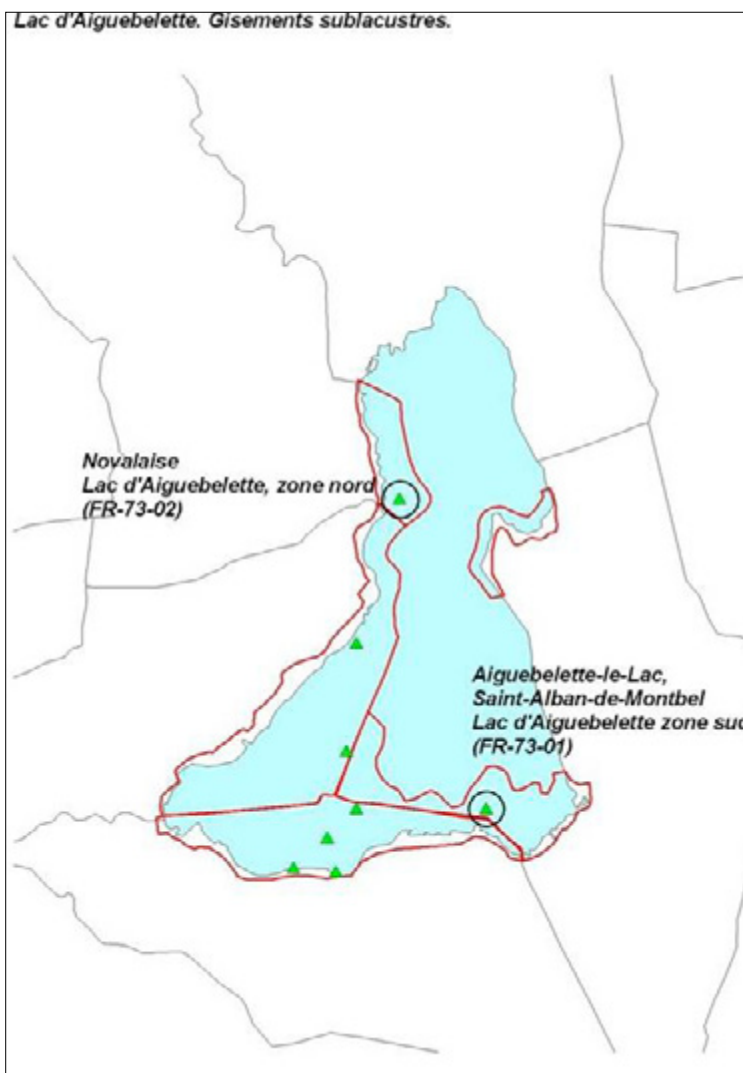 Lac d'Aiguebelette. Gisements sublacustres.
Novalaise
Lac d'Aiguebelette, zone nord
(FR-73-02)
Aiguebelette-le-Lac,
Saint-Alban-de-Montbel
Lac d'Aiguebelette zone sud
(FR-73-01)